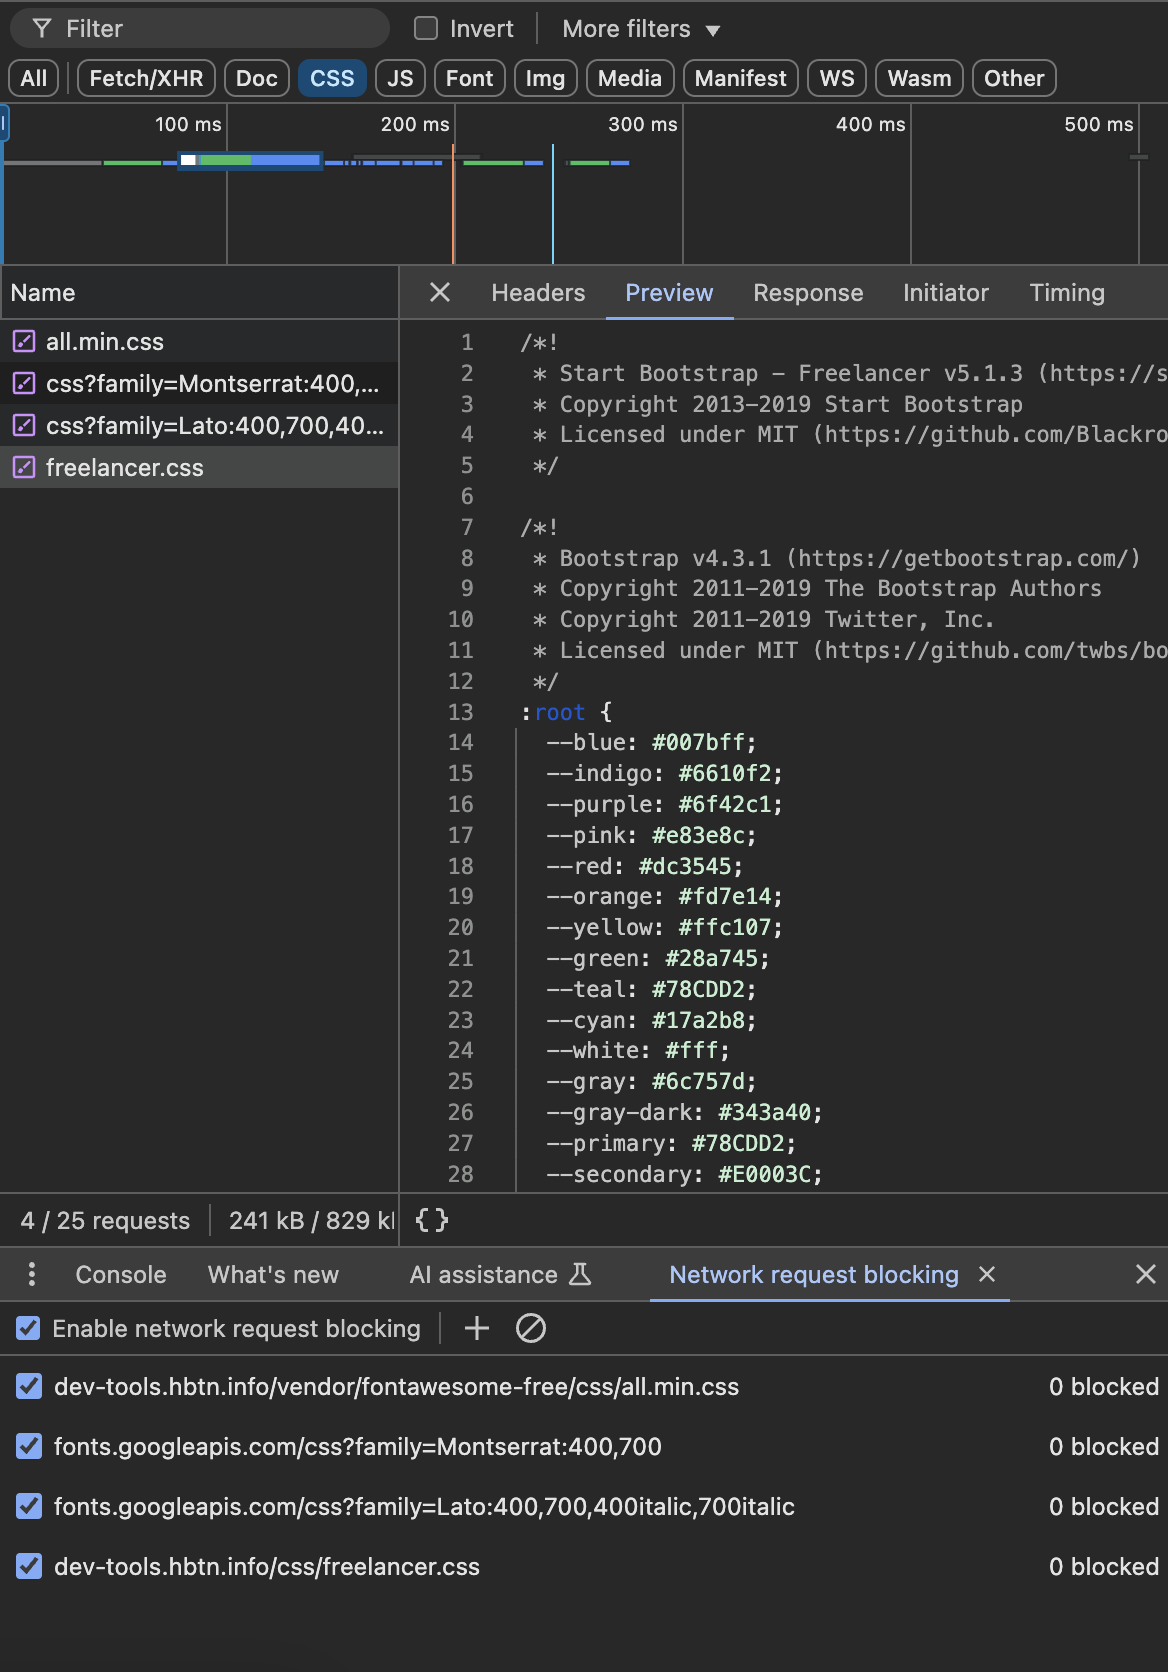 Filter Invert More filters ▼
All Fetch/XHR Doc CSS JS Font Img Media Manifest WS Wasm Other
100 ms 200 ms 300 ms 400 ms 500 ms
Name
all.min.css
css?family=Montserrat:400,...
css?family=Lato:400,700,40...
freelancer.css
Headers Preview Response Initiator Timing
1 /*!
2 * Start Bootstrap - Freelancer v5.1.3 (https://s
3 * Copyright 2013-2019 Start Bootstrap
4 * Licensed under MIT (https://github.com/Blackro
5 */
6
7 /*!
8 * Bootstrap v4.3.1 (https://getbootstrap.com/)
9 * Copyright 2011-2019 The Bootstrap Authors
10 * Copyright 2011-2019 Twitter, Inc.
11 * Licensed under MIT (https://github.com/twbs/bo
12 */
13 :root {
14 --blue: #007bff;
15 --indigo: #6610f2;
16 --purple: #6f42c1;
17 --pink: #e83e8c;
18 --red: #dc3545;
19 --orange: #fd7e14;
20 --yellow: #ffc107;
21 --green: #28a745;
22 --teal: #78CDD2;
23 --cyan: #17a2b8;
24 --white: #fff;
25 --gray: #6c757d;
26 --gray-dark: #343a40;
27 --primary: #78CDD2;
28 --secondary: #E0003C;
4 / 25 requests 241 kB / 829 k {}
Console What's new AI assistance Network request blocking
Enable network request blocking
dev-tools.hbtn.info/vendor/fontawesome-free/css/all.min.css 0 blocked
fonts.googleapis.com/css?family=Montserrat:400,700 0 blocked
fonts.googleapis.com/css?family=Lato:400,700,400italic,700italic 0 blocked
dev-tools.hbtn.info/css/freelancer.css 0 blocked